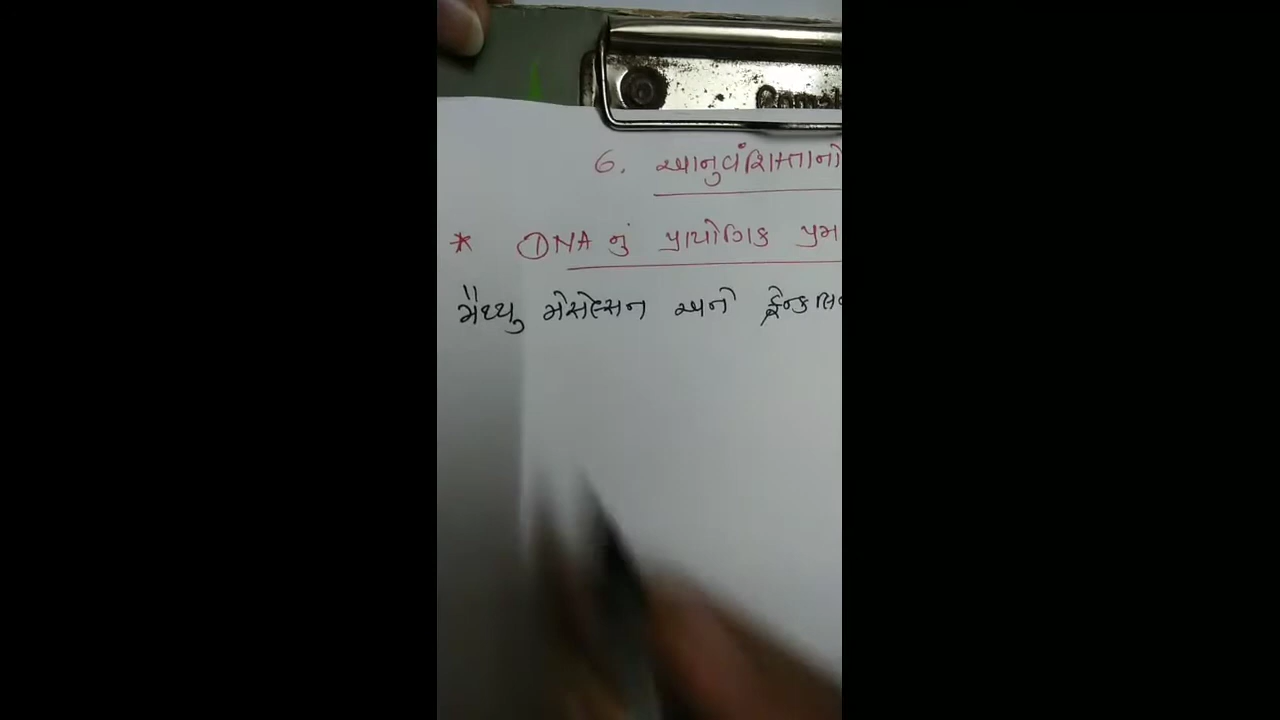 6. આનુવંશિકતાનો
* DNA નું પ્રાયોગિક પ્રમ
મૈથ્યુ મેસેલ્સન અને ફ્રેન્કલિ